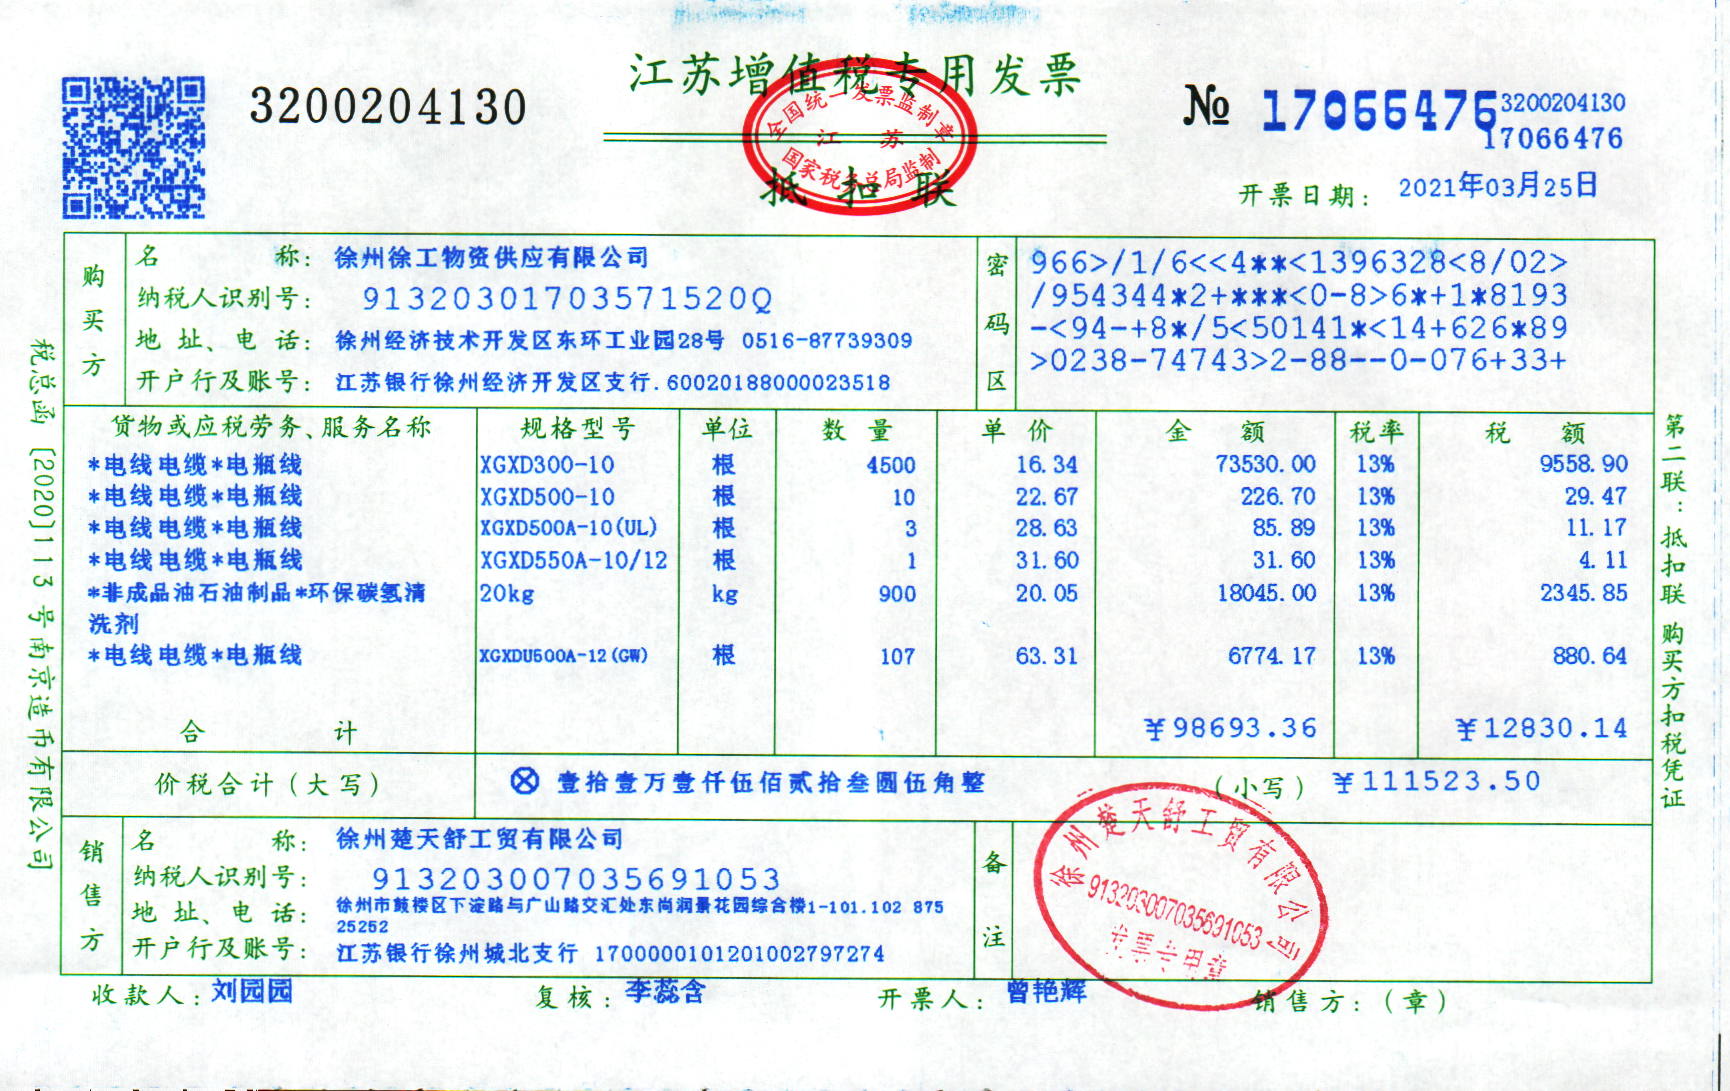 江苏增值税专用发票
3200204130
全国统一发票监制章
江 苏
国家税务总局监制
抵 扣 联
№ 17066476
3200204130
17066476
开票日期: 2021年03月25日
购买方
名 称: 徐州徐工物资供应有限公司
纳税人识别号: 91320301703571520Q
地 址、电 话: 徐州经济技术开发区东环工业园28号 0516-87739309
开户行及账号: 江苏银行徐州经济开发区支行.60020188000023518
密码区
966>/1/6<<4**<1396328<8/02>
/954344*2+***<0-8>6*+1*8193
-<94-+8*/5<50141*<14+626*89
>0238-74743>2-88--0-076+33+
货物或应税劳务、服务名称 规格型号 单位 数 量 单 价 金 额 税率 税 额
*电线电缆*电瓶线 XGXD300-10 根 4500 16.34 73530.00 13% 9558.90
*电线电缆*电瓶线 XGXD500-10 根 10 22.67 226.70 13% 29.47
*电线电缆*电瓶线 XGXD500A-10(UL) 根 3 28.63 85.89 13% 11.17
*电线电缆*电瓶线 XGXD550A-10/12 根 1 31.60 31.60 13% 4.11
*非成品油石油制品*环保碳氢清 20kg kg 900 20.05 18045.00 13% 2345.85
洗剂
*电线电缆*电瓶线 XGXDU500A-12(GW) 根 107 63.31 6774.17 13% 880.64
合 计 ￥98693.36 ￥12830.14
价税合计(大写) ⊗ 壹拾壹万壹仟伍佰贰拾叁圆伍角整 (小写) ￥111523.50
销售方
名 称: 徐州楚天舒工贸有限公司
纳税人识别号: 913203007035691053
地 址、电 话: 徐州市鼓楼区下淀路与广山路交汇处东尚润景花园综合楼1-101.102 875
25252
开户行及账号: 江苏银行徐州城北支行 17000001012010027972​74
备注
徐州楚天舒工贸有限公司
913203007035691053
发票专用章
收款人: 刘园园 复核: 李蕊含 开票人: 曾艳辉 销售方:(章)
税总函〔2020〕113号南京造币有限公司
第二联:抵扣联 购买方扣税凭证